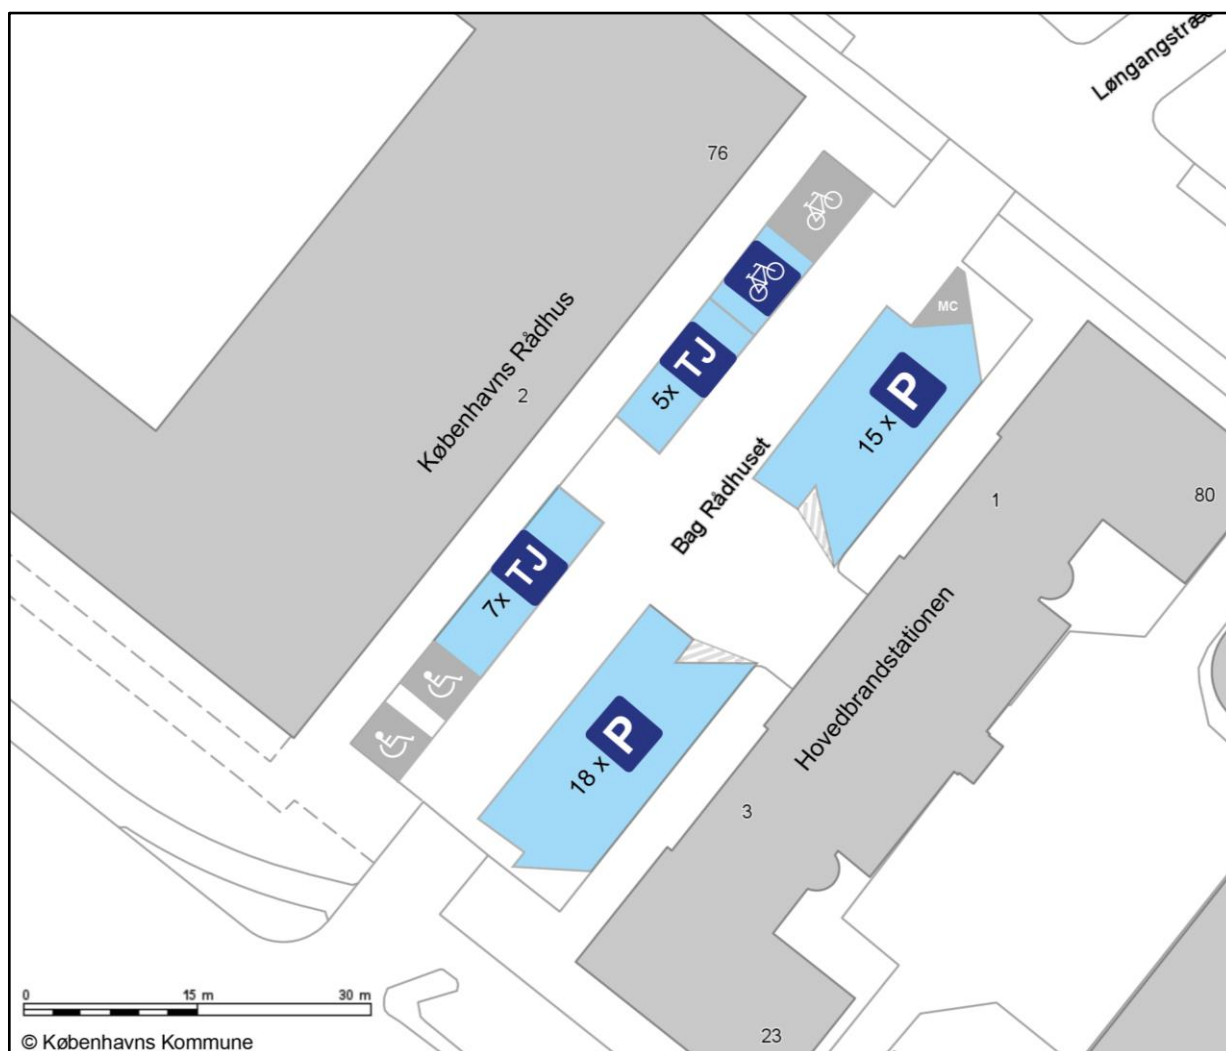 Løngangstræd
76
MC
Københavns Rådhus
2
TJ
5x
P
15 x
Bag Rådhuset
1
80
TJ
7x
Hovedbrandstationen
P
18 x
3
0 15 m 30 m
© Københavns Kommune
23